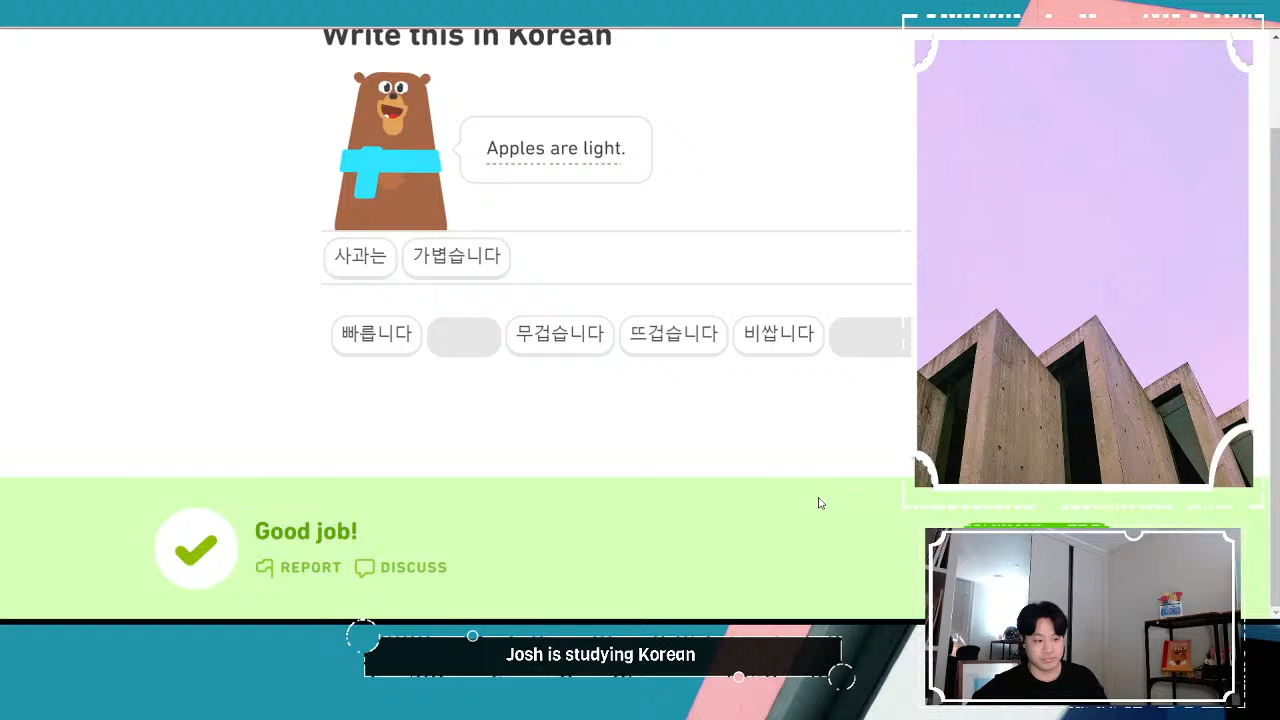 Write this in Korean
Apples are light.
사과는 가볍습니다
빠릅니다 무겁습니다 뜨겁습니다 비쌉니다
Good job!
REPORT DISCUSS
Josh is studying Korean